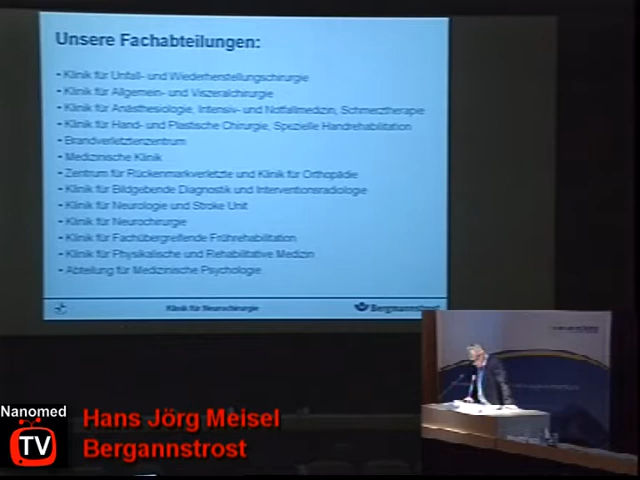 Unsere Fachabteilungen:
• Klinik für Unfall- und Wiederherstellungschirurgie
• Klinik für Allgemein- und Viszeralchirurgie
• Klinik für Anästhesiologie, Intensiv- und Notfallmedizin, Schmerztherapie
• Klinik für Hand- und Plastische Chirurgie, Spezielle Handrehabilitation
• Brandverletztenzentrum
• Medizinische Klinik
• Zentrum für Rückenmarkverletzte und Klinik für Orthopädie
• Klinik für Bildgebende Diagnostik und Interventionsradiologie
• Klinik für Neurologie und Stroke Unit
• Klinik für Neurochirurgie
• Klinik für Fachübergreifende Frührehabilitation
• Klinik für Physikalische und Rehabilitative Medizin
• Abteilung für Medizinische Psychologie
Klinik für Neurochirurgie
Bergmannstrost
Nanomed
TV
Hans Jörg Meisel
Bergannstrost